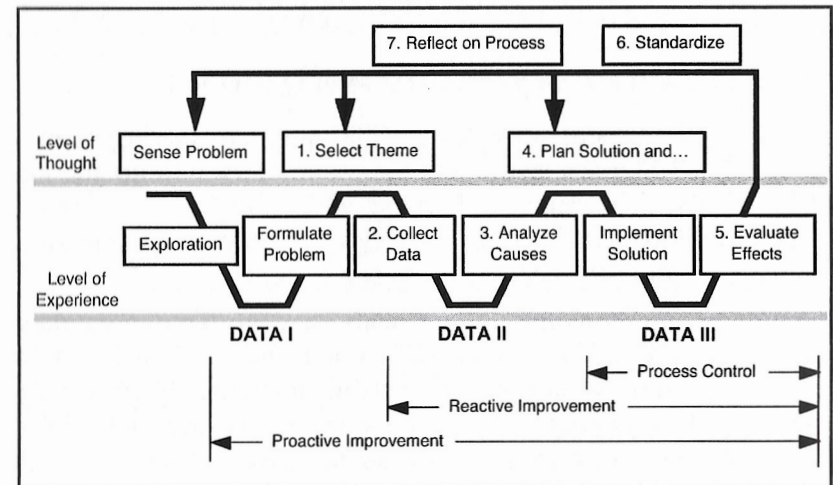 7. Reflect on Process
6. Standardize
Level of
Thought
Sense Problem
1. Select Theme
4. Plan Solution and...
Exploration
Formulate
Problem
2. Collect
Data
3. Analyze
Causes
Implement
Solution
5. Evaluate
Effects
Level of
Experience
DATA I
DATA II
DATA III
Process Control
Reactive Improvement
Proactive Improvement